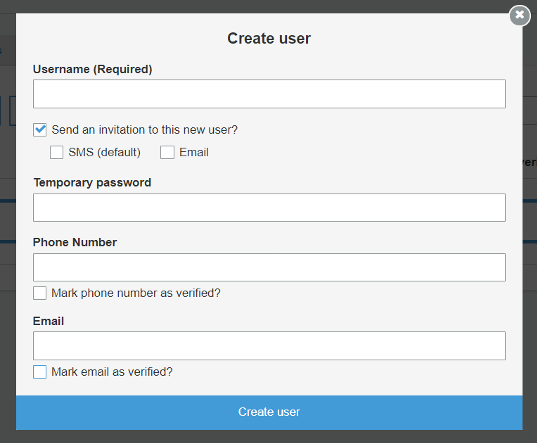 Create user
Username (Required)
Send an invitation to this new user?
SMS (default) Email
Temporary password
Phone Number
Mark phone number as verified?
Email
Mark email as verified?
Create user